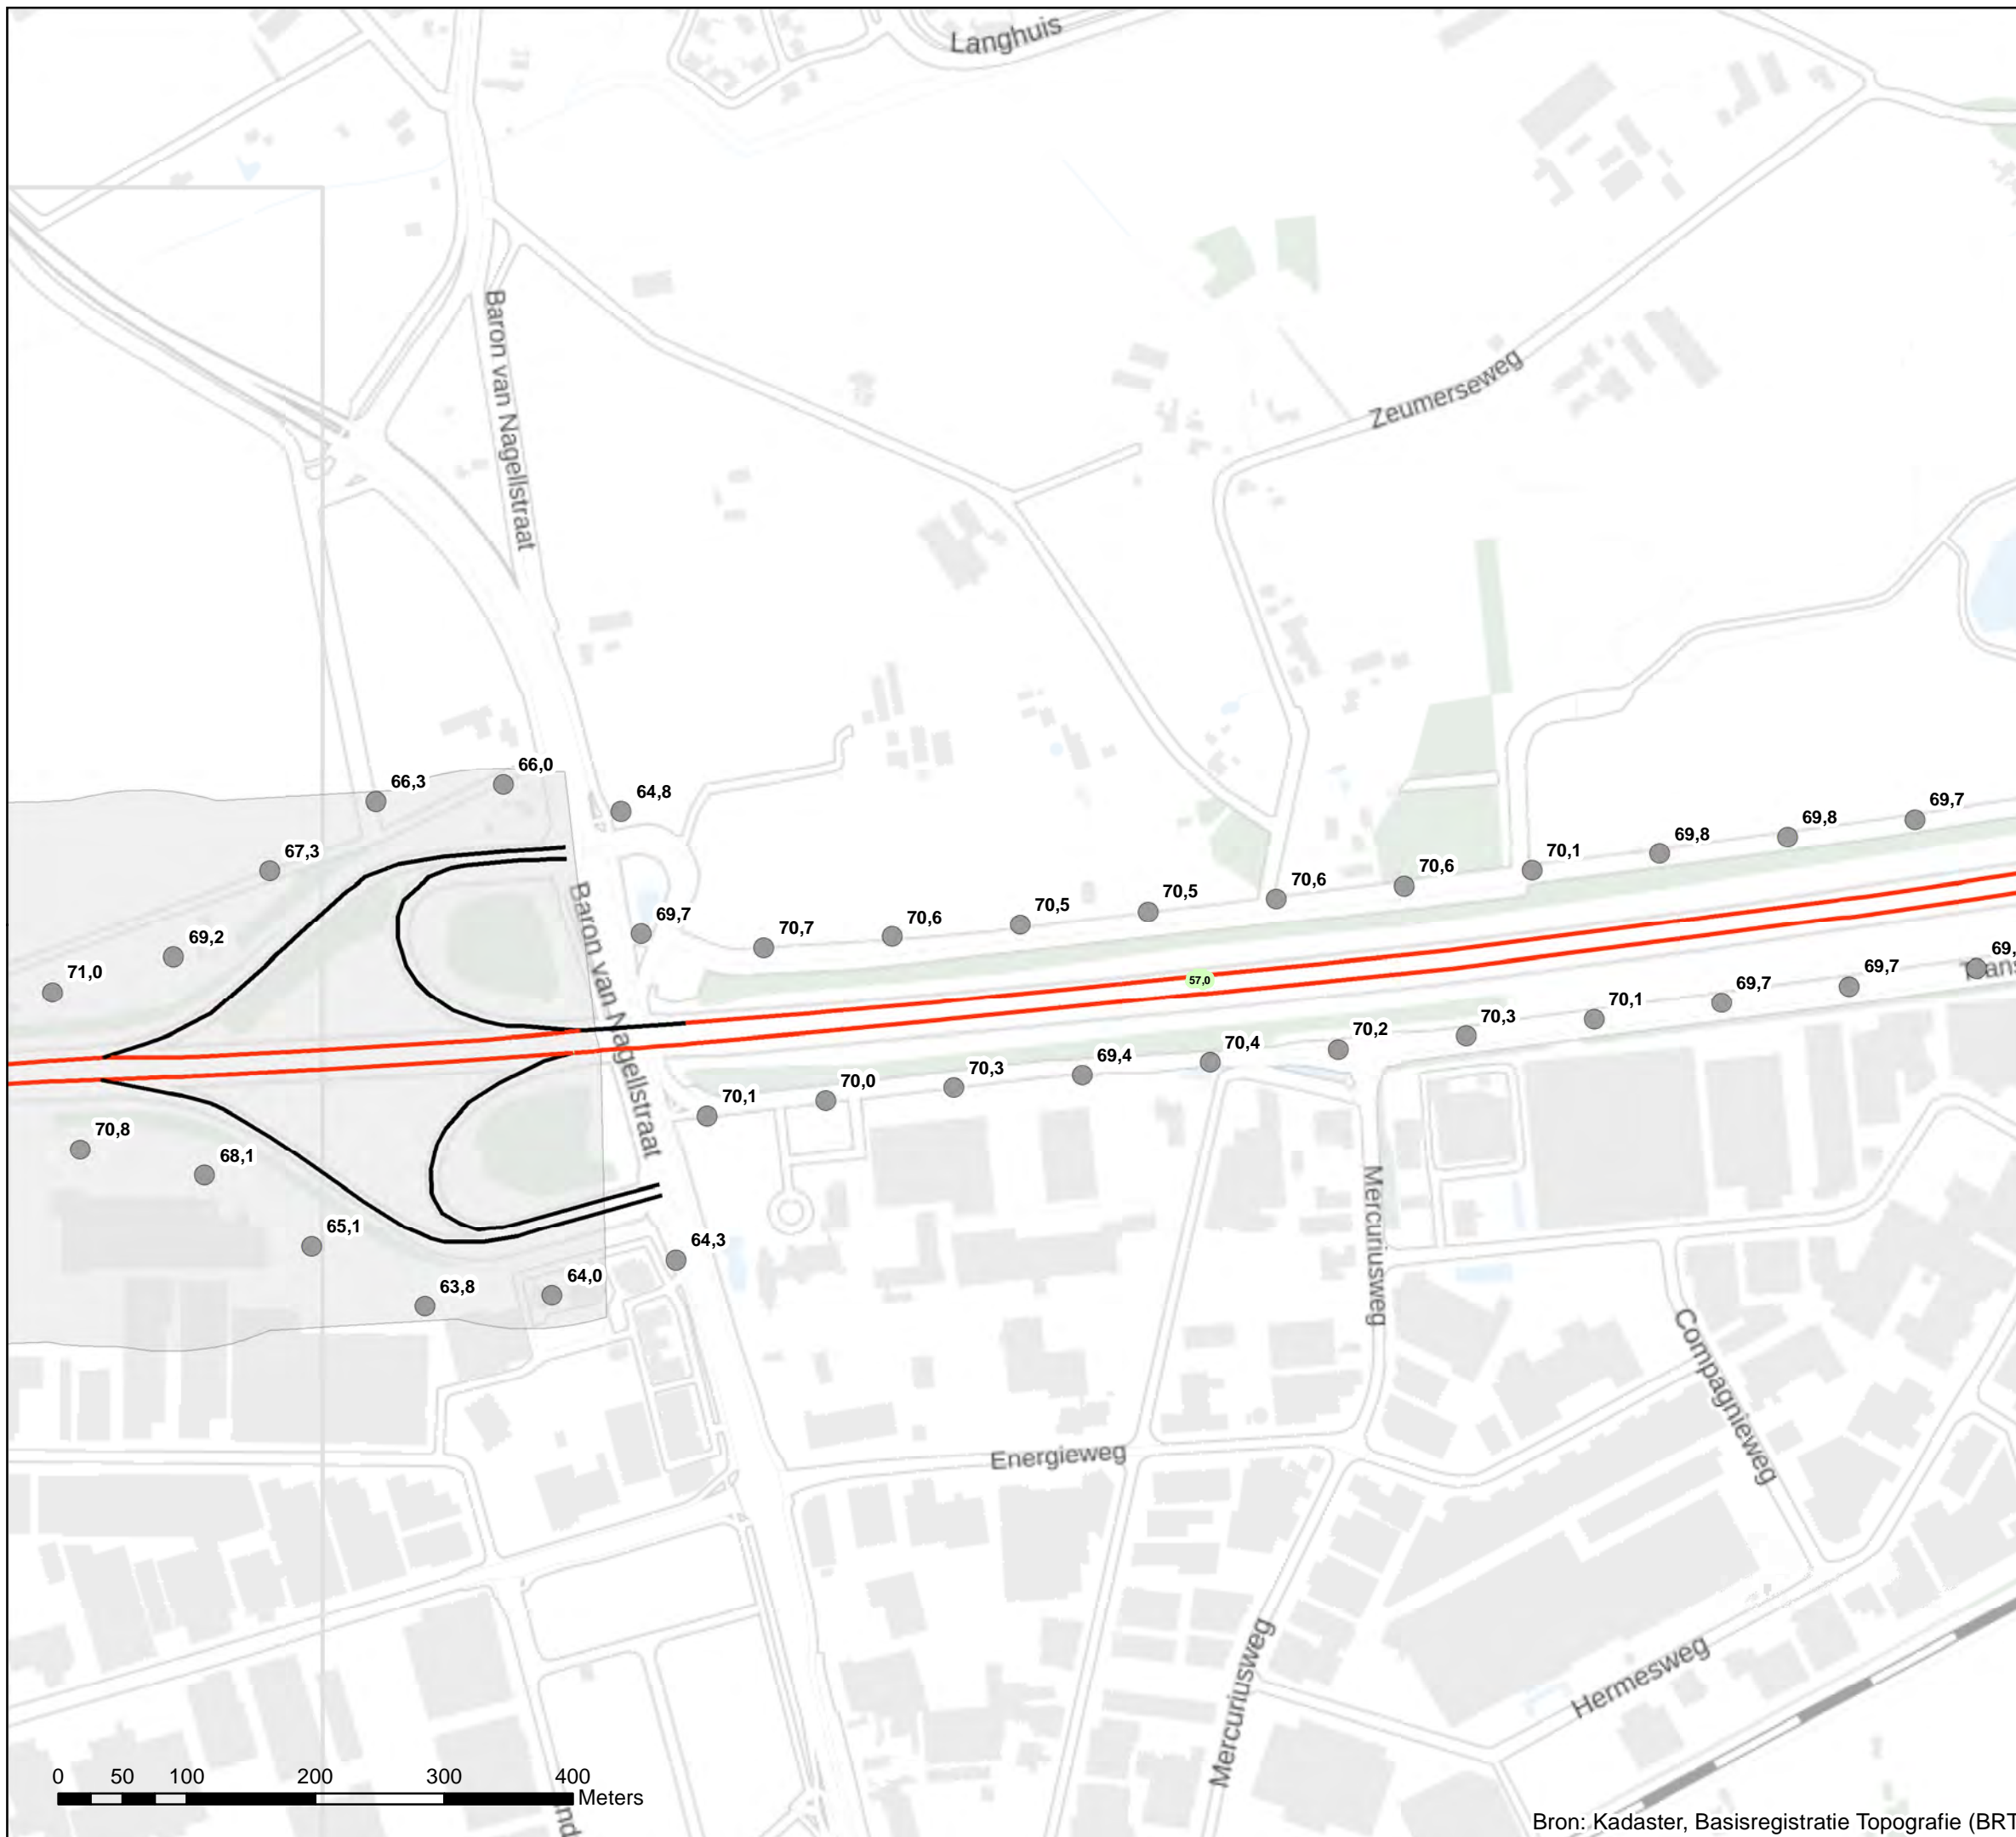 Langhuis
Baron van Nagellstraat
Zeumerseweg
66,3
66,0
64,8
67,3
69,7
69,8
69,8
70,1
70,6
70,6
70,5
70,5
70,6
70,7
69,7
69,2
71,0
57,0
Baron van Nagellstraat
69,
Trans
69,7
69,7
70,1
70,3
70,2
70,4
69,4
70,3
70,0
70,1
70,8
68,1
65,1
64,3
64,0
63,8
Mercuriusweg
Compagnieweg
Energieweg
Mercuriusweg
Hermesweg
0 50 100 200 300 400
Meters
nd
Bron: Kadaster, Basisregistratie Topografie (BRT